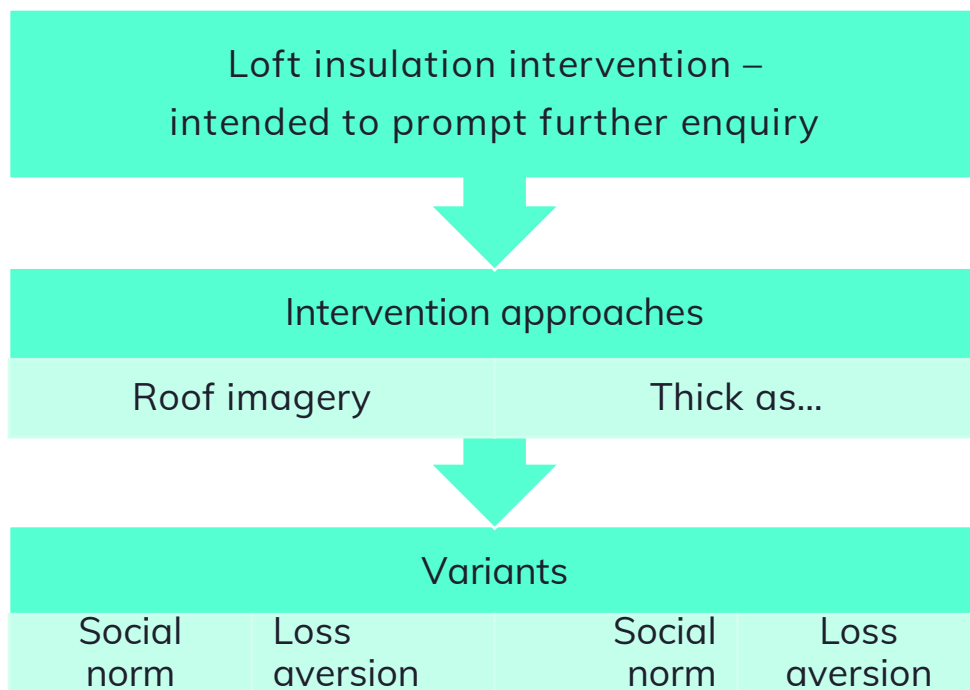 Loft insulation intervention –
intended to prompt further enquiry
Intervention approaches
Roof imagery
Thick as...
Variants
Social
norm
Loss
aversion
Social
norm
Loss
aversion